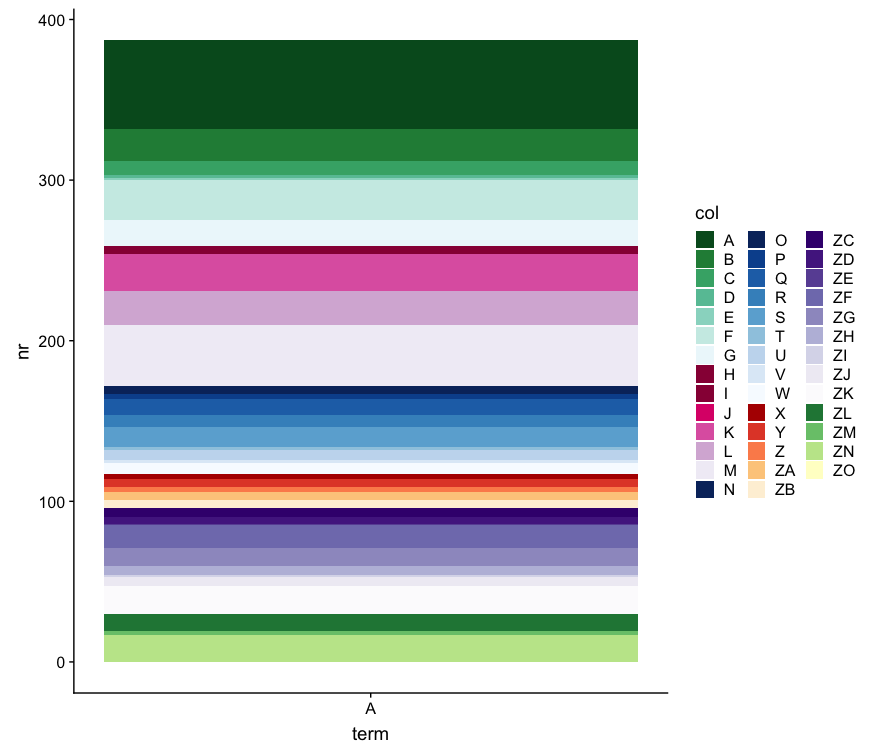 400
300
200
100
0
nr
A
term
col
A
B
C
D
E
F
G
H
I
J
K
L
M
N
O
P
Q
R
S
T
U
V
W
X
Y
Z
ZA
ZB
ZC
ZD
ZE
ZF
ZG
ZH
ZI
ZJ
ZK
ZL
ZM
ZN
ZO